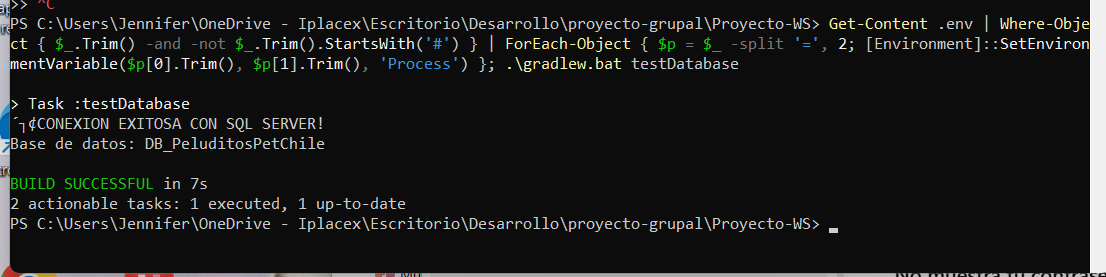 >> ^C
PS C:\Users\Jennifer\OneDrive - Iplacex\Escritorio\Desarrollo\proyecto-grupal\Proyecto-WS> Get-Content .env | Where-Obje
ct { $_.Trim() -and -not $_.Trim().StartsWith('#') } | ForEach-Object { $p = $_ -split '=', 2; [Environment]::SetEnviron
mentVariable($p[0].Trim(), $p[1].Trim(), 'Process') }; .\gradlew.bat testDatabase
> Task :testDatabase
´┐¢CONEXION EXITOSA CON SQL SERVER!
Base de datos: DB_PeluditosPetChile
BUILD SUCCESSFUL in 7s
2 actionable tasks: 1 executed, 1 up-to-date
PS C:\Users\Jennifer\OneDrive - Iplacex\Escritorio\Desarrollo\proyecto-grupal\Proyecto-WS>